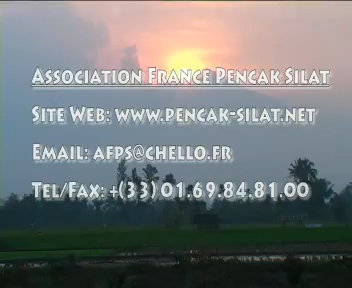 Association France Pencak Silat
Site Web: www.pencak-silat.net
Email: afps@chello.fr
Tel/Fax: +(33) 01.69.84.81.00